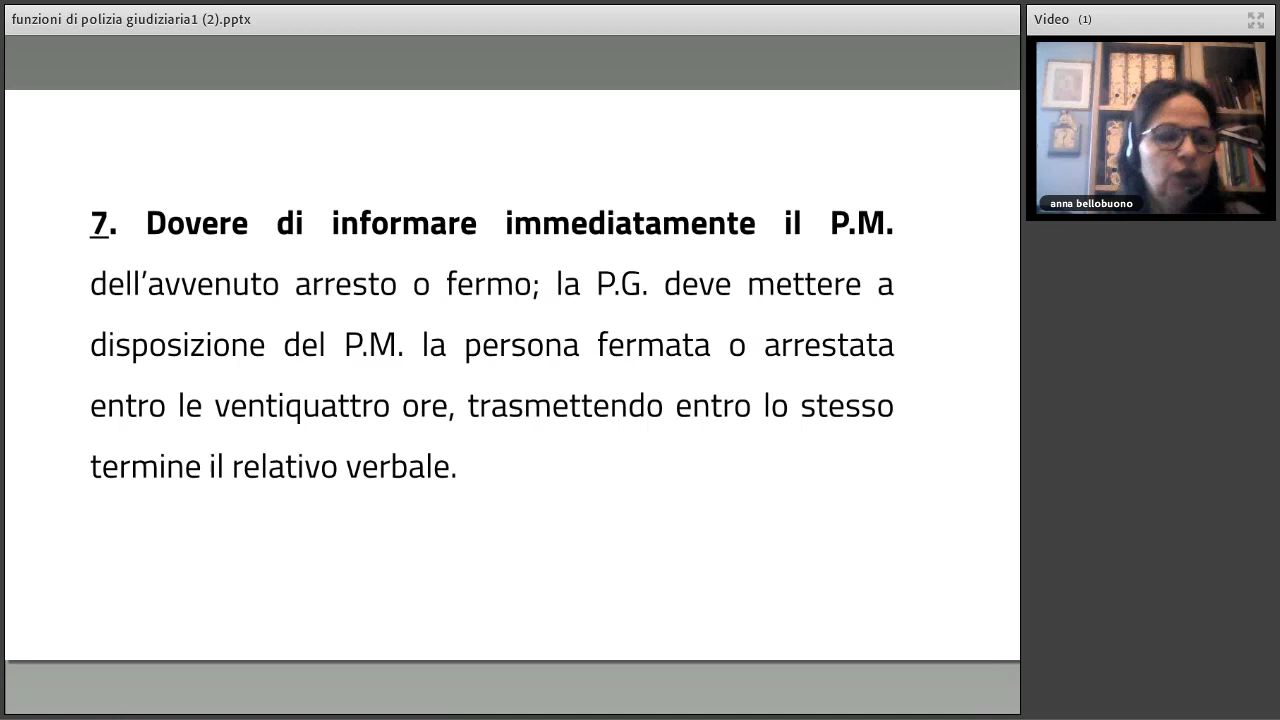 funzioni di polizia giudiziaria1 (2).pptx
Video (1)
anna bellobuono
7. Dovere di informare immediatamente il P.M.
dell’avvenuto arresto o fermo; la P.G. deve mettere a
disposizione del P.M. la persona fermata o arrestata
entro le ventiquattro ore, trasmettendo entro lo stesso
termine il relativo verbale.